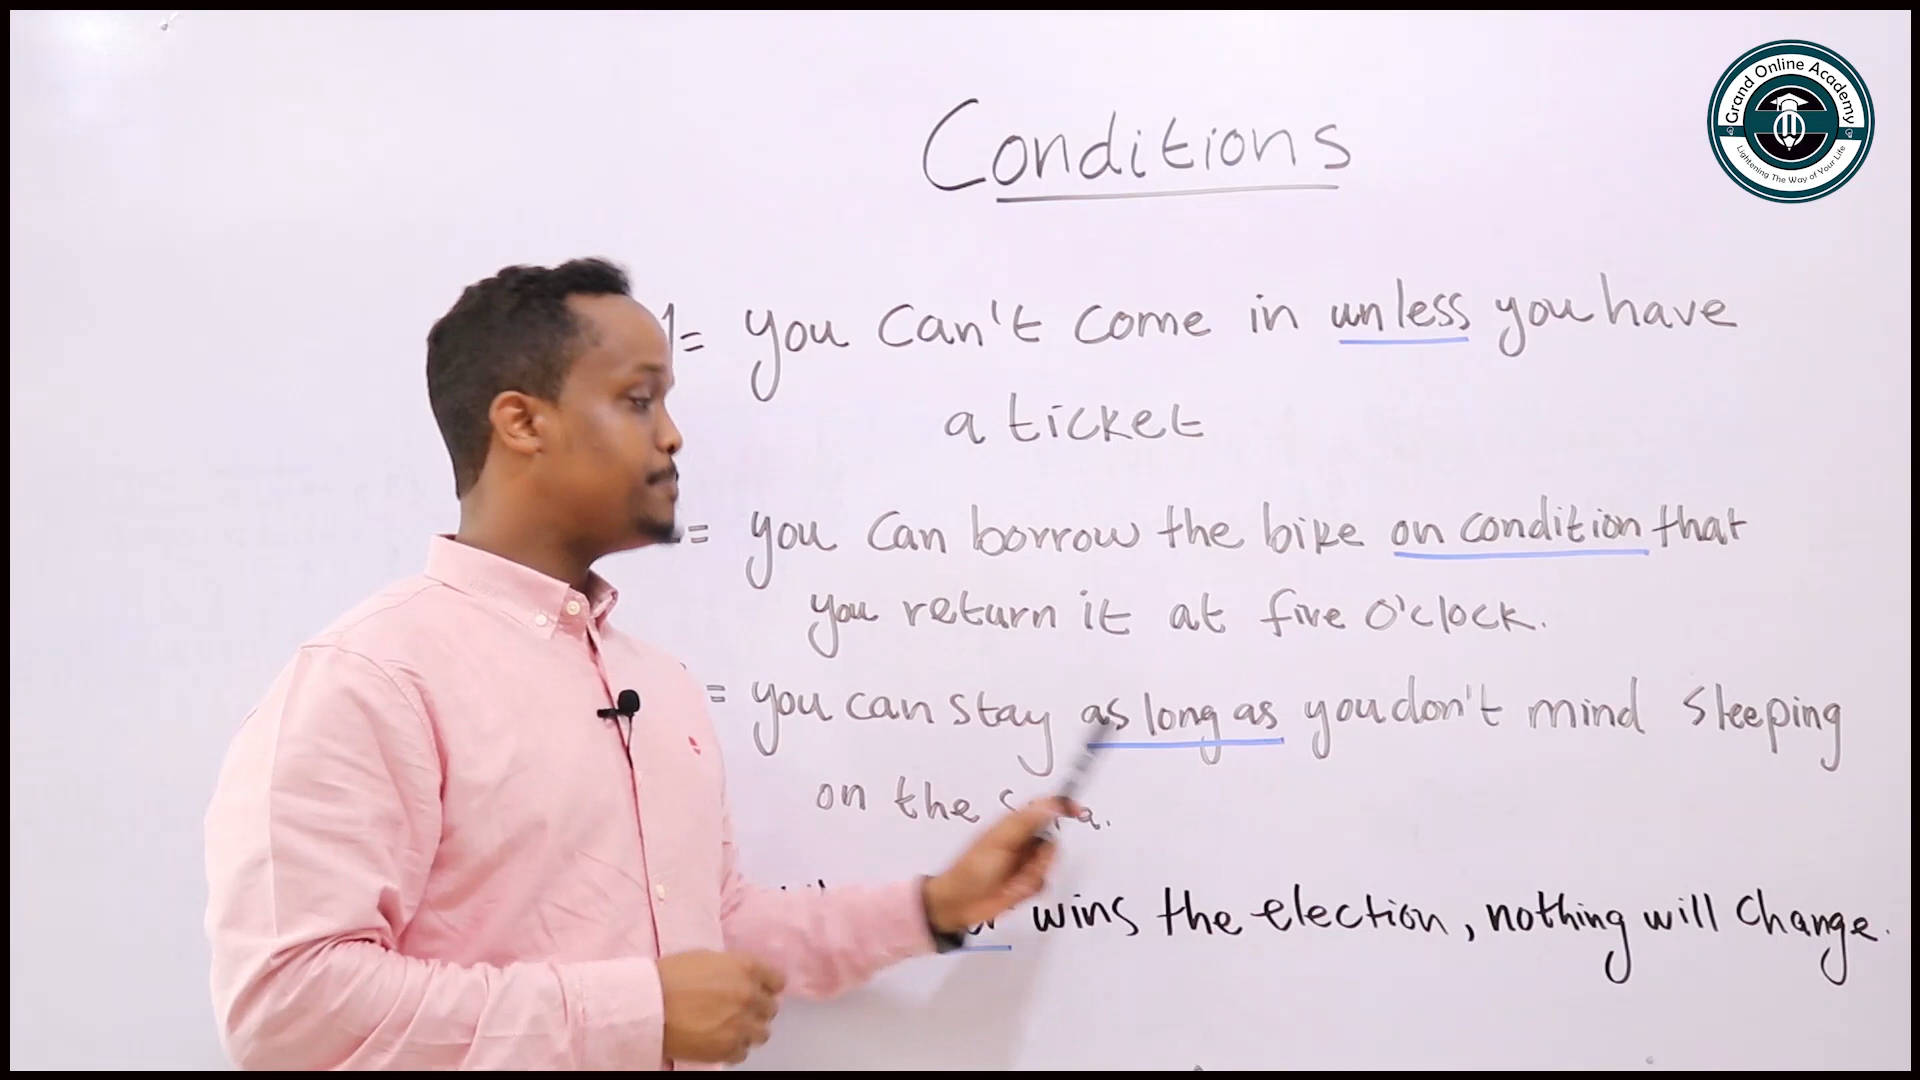 Grand Online Academy
Lightening The Way of Your Life
Conditions
1= you can't come in unless you have
a ticket
= you can borrow the bike on condition that
you return it at five o'clock.
= you can stay as long as you don't mind sleeping
on the
wins the election, nothing will change.